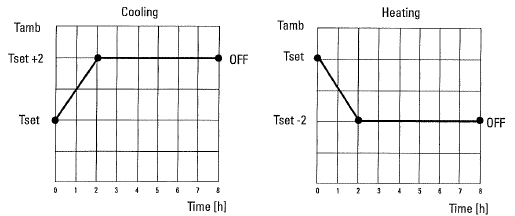 Cooling
Tamb
Tset +2
OFF
Tset
0 1 2 3 4 5 6 7 8
Time [h]
Heating
Tamb
Tset
Tset -2
OFF
0 1 2 3 4 5 6 7 8
Time [h]